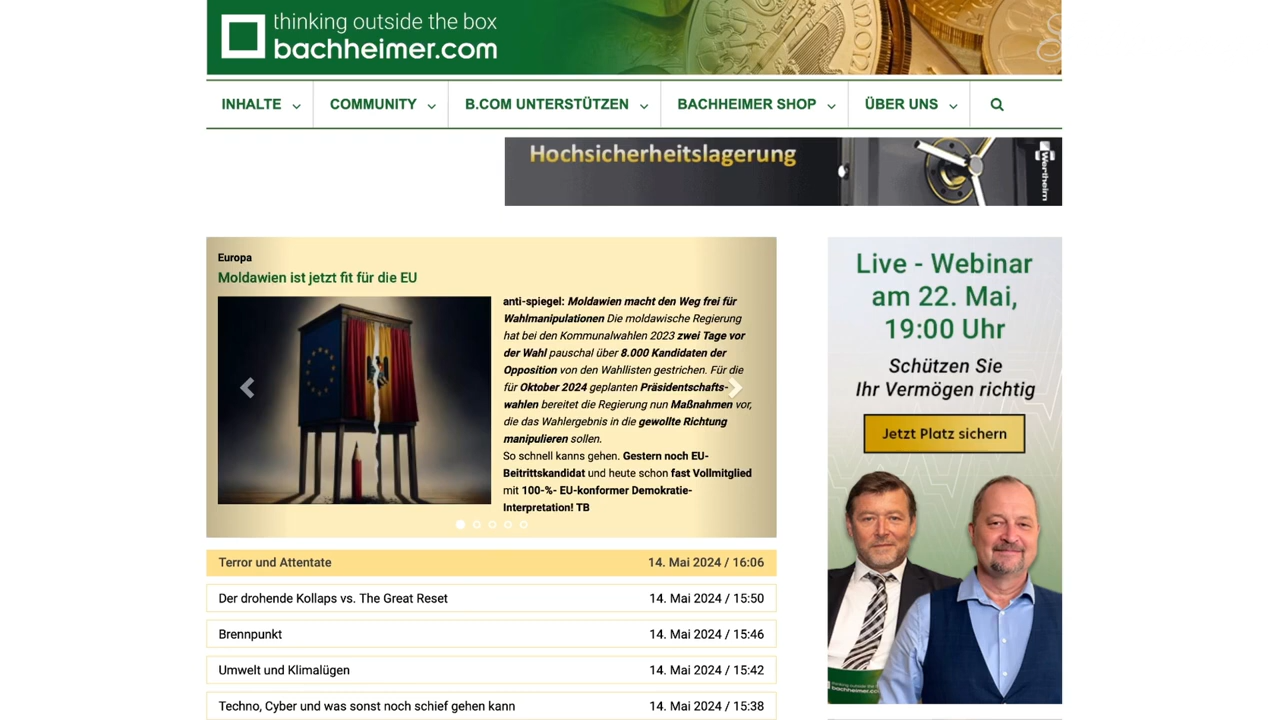 thinking outside the box
bachheimer.com
INHALTE
COMMUNITY
B.COM UNTERSTÜTZEN
BACHHEIMER SHOP
ÜBER UNS
Hochsicherheitslagerung
Wertheim
Europa
Moldawien ist jetzt fit für die EU
anti-spiegel: Moldawien macht den Weg frei für
Wahlmanipulationen Die moldawische Regierung
hat bei den Kommunalwahlen 2023 zwei Tage vor
der Wahl pauschal über 8.000 Kandidaten der
Opposition von den Wahllisten gestrichen. Für die
für Oktober 2024 geplanten Präsidentschafts-
wahlen bereitet die Regierung nun Maßnahmen vor,
die das Wahlergebnis in die gewollte Richtung
manipulieren sollen.
So schnell kanns gehen. Gestern noch EU-
Beitrittskandidat und heute schon fast Vollmitglied
mit 100-%- EU-konformer Demokratie-
Interpretation! TB
Terror und Attentate 14. Mai 2024 / 16:06
Der drohende Kollaps vs. The Great Reset 14. Mai 2024 / 15:50
Brennpunkt 14. Mai 2024 / 15:46
Umwelt und Klimalügen 14. Mai 2024 / 15:42
Techno, Cyber und was sonst noch schief gehen kann 14. Mai 2024 / 15:38
Live - Webinar
am 22. Mai,
19:00 Uhr
Schützen Sie
Ihr Vermögen richtig
Jetzt Platz sichern
thinking outside the
bachheimer.co